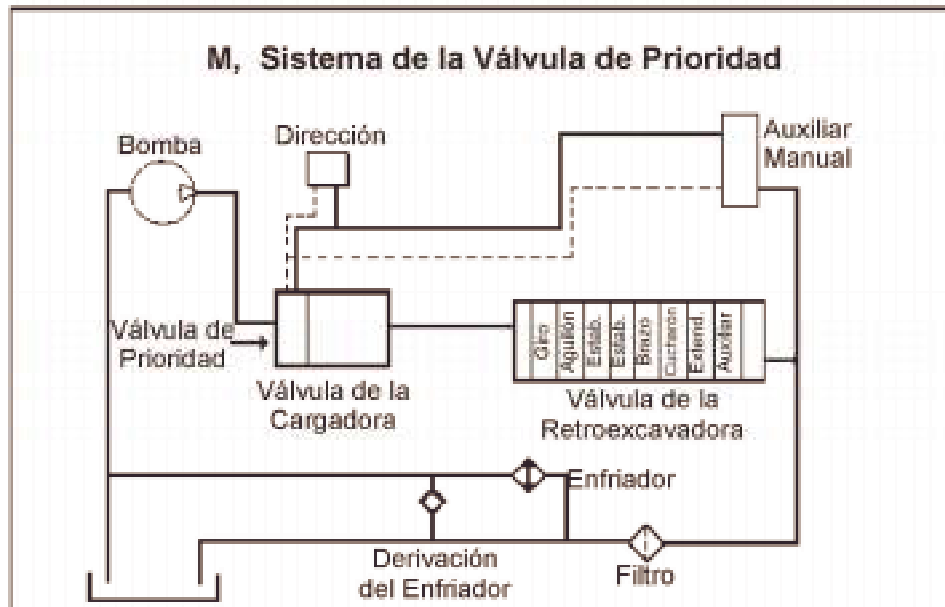 M, Sistema de la Válvula de Prioridad
Bomba
Dirección
Auxiliar
Manual
Válvula de
Prioridad
Válvula de la
Cargadora
Giro
Aguilón
Estab.
Estab.
Brazo
Cucharón
Extend.
Auxiliar
Válvula de la
Retroexcavadora
Enfriador
Derivación
del Enfriador
Filtro